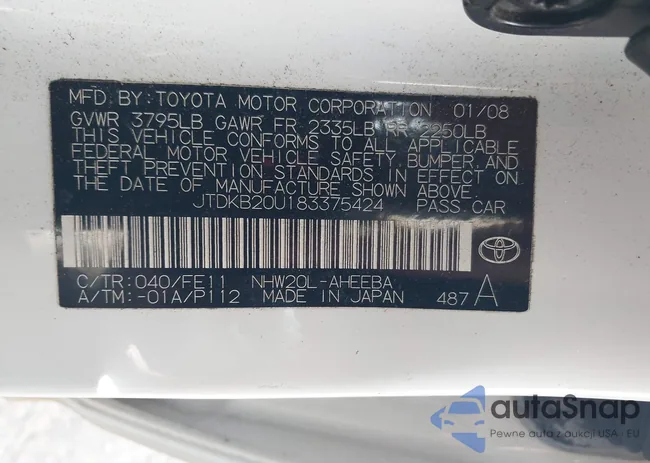 MFD. BY: TOYOTA MOTOR CORPORATION 01/08
GVWR 3795LB GAWR FR 2335LB RR 2250LB
THIS VEHICLE CONFORMS TO ALL APPLICABLE
FEDERAL MOTOR VEHICLE SAFETY, BUMPER, AND
THEFT PREVENTION STANDARDS IN EFFECT ON
THE DATE OF MANUFACTURE SHOWN ABOVE.
JTDKB20U183375424 PASS. CAR
C/TR: 040/FE11 NHW20L-AHEEBA
A/TM: -01A/P112 MADE IN JAPAN 487 A
autoSnap
Pewne auta z aukcji USA - EU